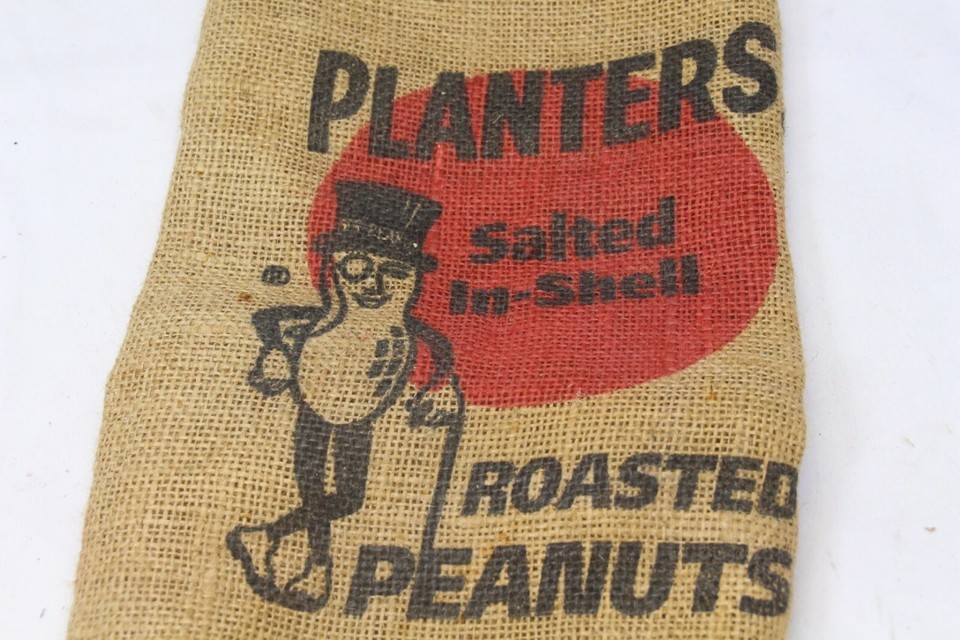 PLANTERS
Salted
In-Shell
®
ROASTED
PEANUTS